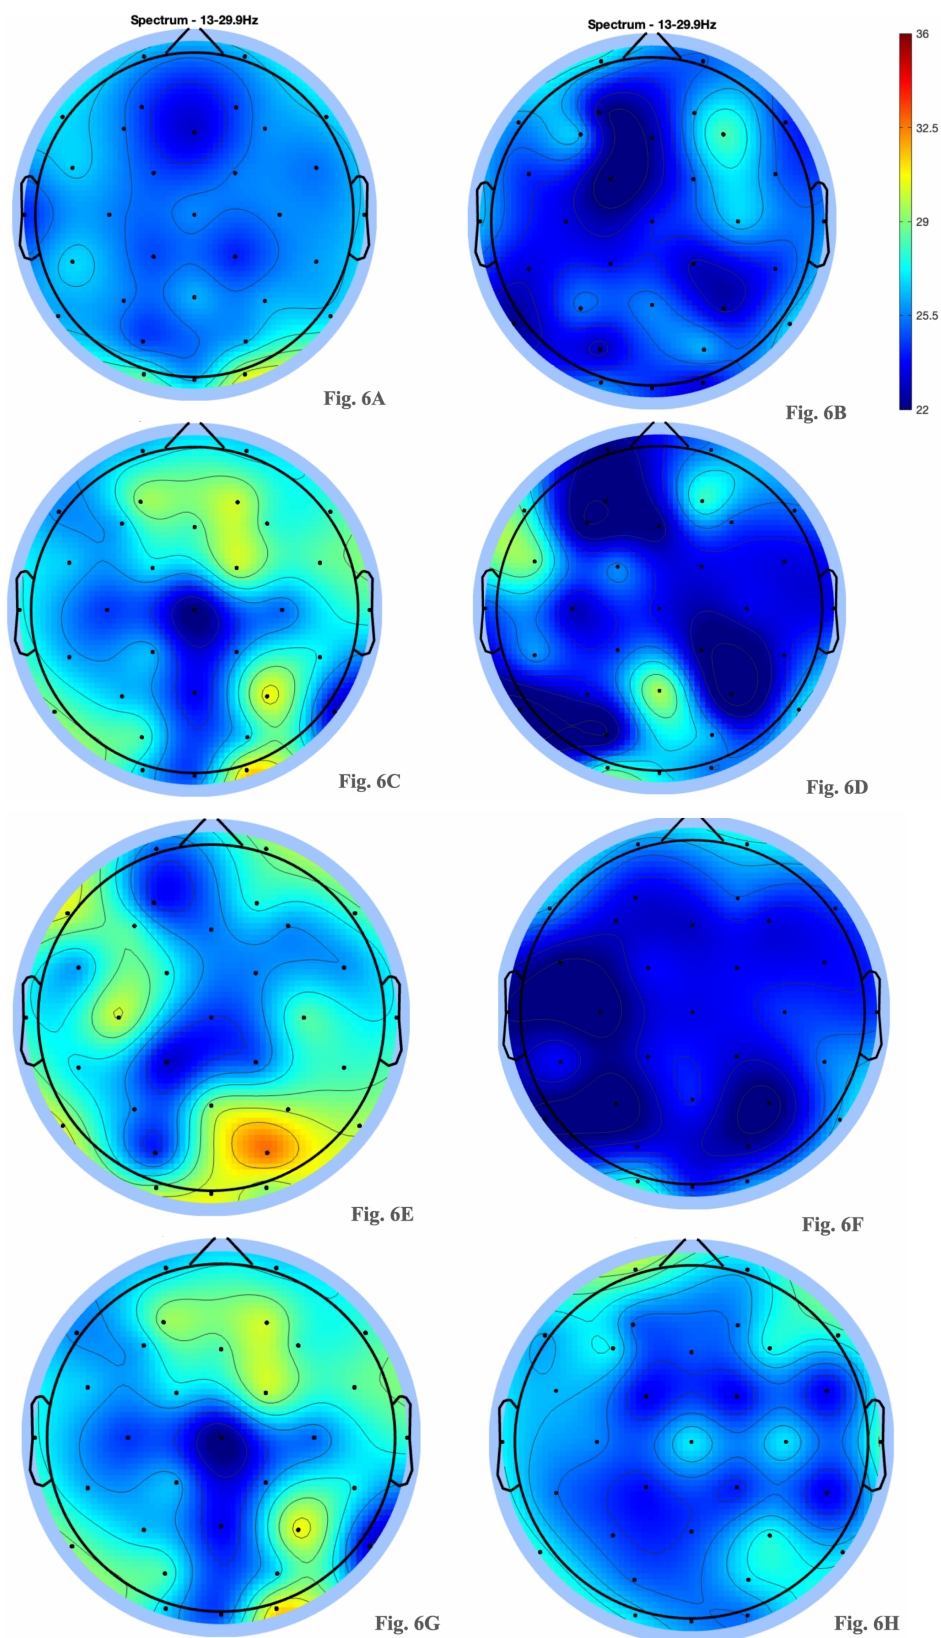 Spectrum - 13-29.9Hz
Spectrum - 13-29.9Hz
36
32.5
29
25.5
22
Fig. 6A
Fig. 6B
Fig. 6C
Fig. 6D
Fig. 6E
Fig. 6F
Fig. 6G
Fig. 6H